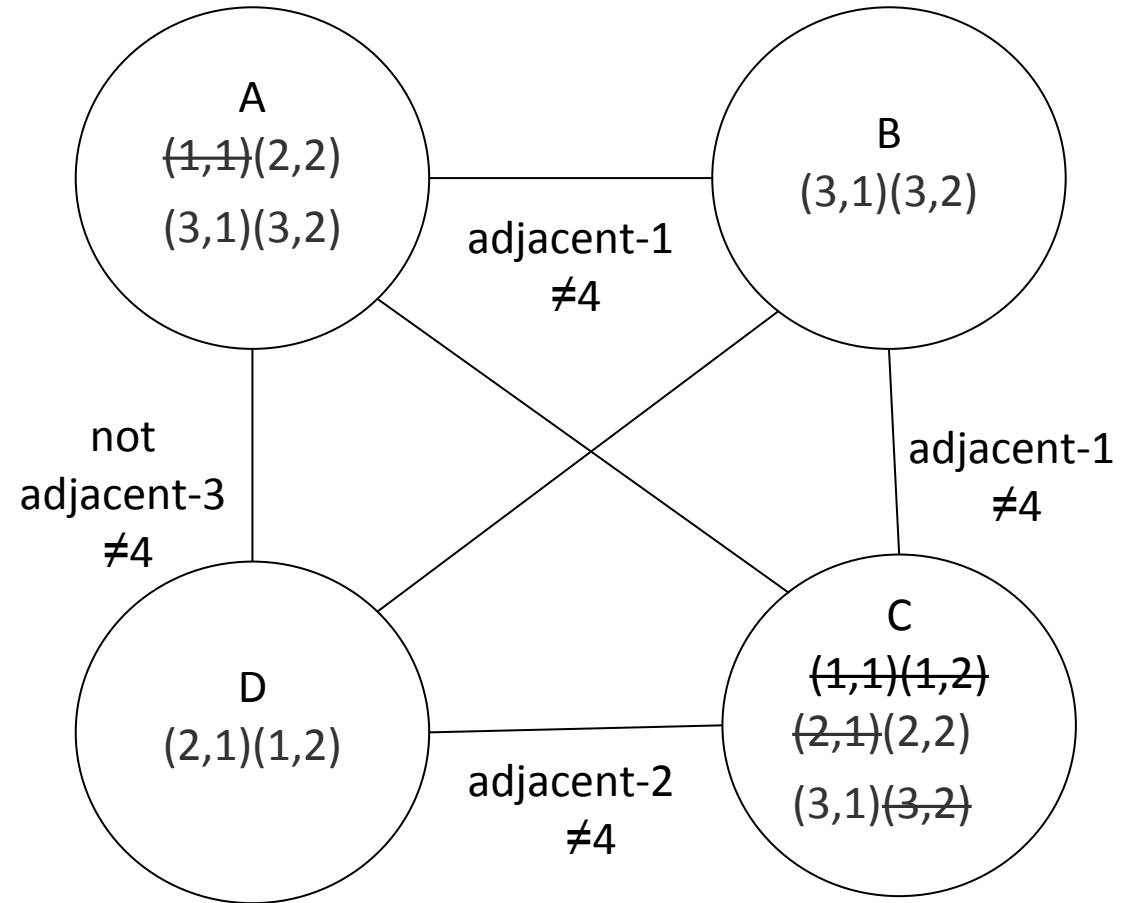 A
(1,1)(2,2)
(3,1)(3,2)
B
(3,1)(3,2)
adjacent-1
≠4
not
adjacent-3
≠4
adjacent-1
≠4
D
(2,1)(1,2)
adjacent-2
≠4
C
(1,1)(1,2)
(2,1)(2,2)
(3,1)(3,2)